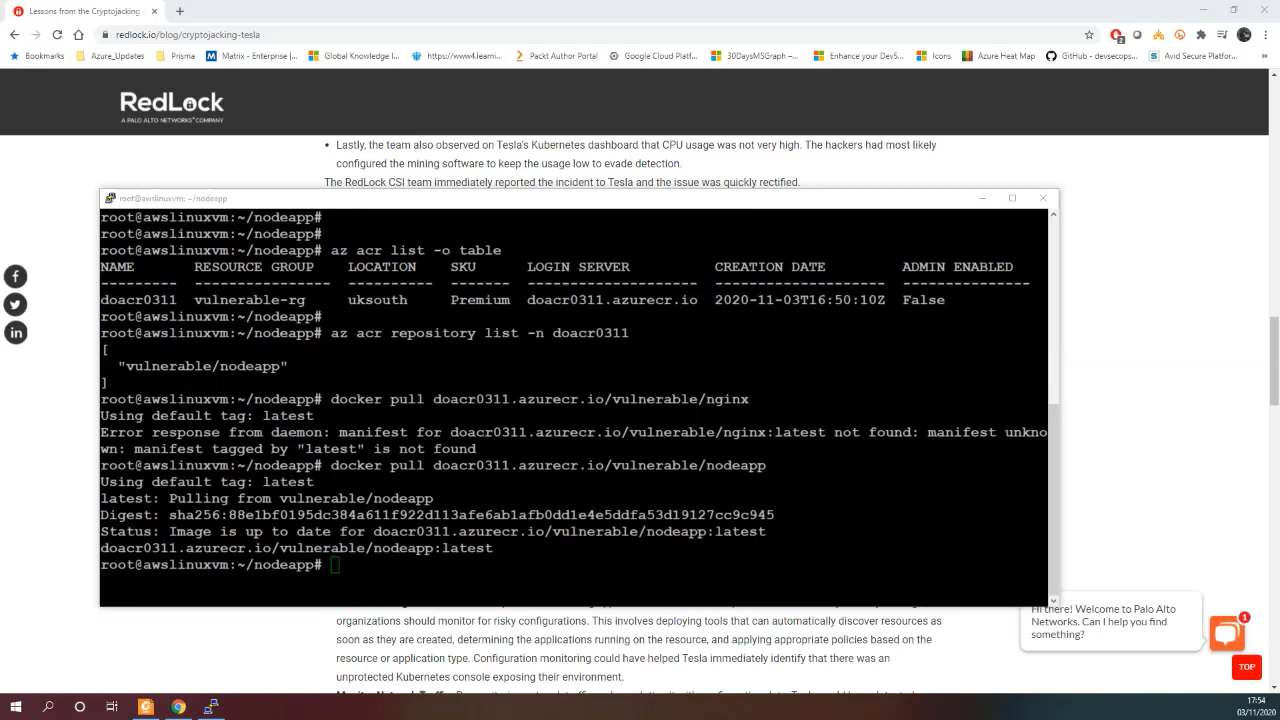 Lessons from the Cryptojacking
redlock.io/blog/cryptojacking-tesla
Bookmarks Azure_Updates Prisma Matrix - Enterprise |... Global Knowledge I... https://www4.learni... Packt Author Portal Google Cloud Platf... 30DaysMSGraph –... Enhance your DevS... Icons Azure Heat Map GitHub - devsecops... Avid Secure Platfor... »
RedLock
A PALO ALTO NETWORKS COMPANY
• Lastly, the team also observed on Tesla's Kubernetes dashboard that CPU usage was not very high. The hackers had most likely
configured the mining software to keep the usage low to evade detection.
The RedLock CSI team immediately reported the incident to Tesla and the issue was quickly rectified.
root@awslinuxvm: ~/nodeapp
root@awslinuxvm:~/nodeapp#
root@awslinuxvm:~/nodeapp#
root@awslinuxvm:~/nodeapp# az acr list -o table
NAME RESOURCE GROUP LOCATION SKU LOGIN SERVER CREATION DATE ADMIN ENABLED
--------- ---------------- ---------- ------- -------------------- -------------------- ---------------
doacr0311 vulnerable-rg uksouth Premium doacr0311.azurecr.io 2020-11-03T16:50:10Z False
root@awslinuxvm:~/nodeapp#
root@awslinuxvm:~/nodeapp# az acr repository list -n doacr0311
[
"vulnerable/nodeapp"
]
root@awslinuxvm:~/nodeapp# docker pull doacr0311.azurecr.io/vulnerable/nginx
Using default tag: latest
Error response from daemon: manifest for doacr0311.azurecr.io/vulnerable/nginx:latest not found: manifest unkno
wn: manifest tagged by "latest" is not found
root@awslinuxvm:~/nodeapp# docker pull doacr0311.azurecr.io/vulnerable/nodeapp
Using default tag: latest
latest: Pulling from vulnerable/nodeapp
Digest: sha256:88e1bf0195dc384a611f922d113afe6ab1afb0dd1e4e5ddfa53d19127cc9c945
Status: Image is up to date for doacr0311.azurecr.io/vulnerable/nodeapp:latest
doacr0311.azurecr.io/vulnerable/nodeapp:latest
root@awslinuxvm:~/nodeapp#
organizations should monitor for risky configurations. This involves deploying tools that can automatically discover resources as
soon as they are created, determining the applications running on the resource, and applying appropriate policies based on the
resource or application type. Configuration monitoring could have helped Tesla immediately identify that there was an
unprotected Kubernetes console exposing their environment.
Hi there! Welcome to Palo Alto
Networks. Can I help you find
something?
1
TOP
17:54
03/11/2020